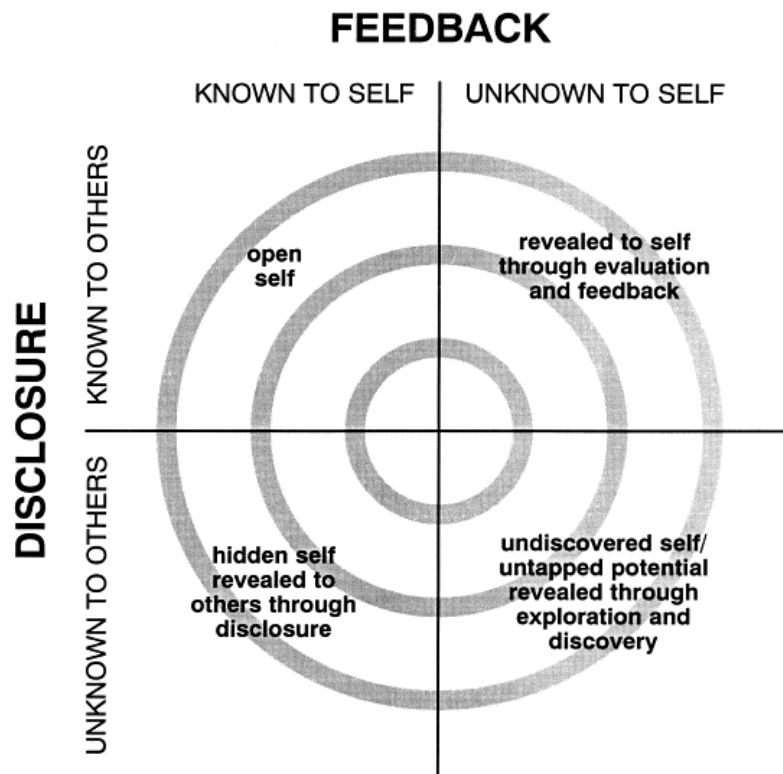 FEEDBACK
KNOWN TO SELF
UNKNOWN TO SELF
DISCLOSURE
KNOWN TO OTHERS
UNKNOWN TO OTHERS
open
self
revealed to self
through evaluation
and feedback
hidden self
revealed to
others through
disclosure
undiscovered self/
untapped potential
revealed through
exploration and
discovery